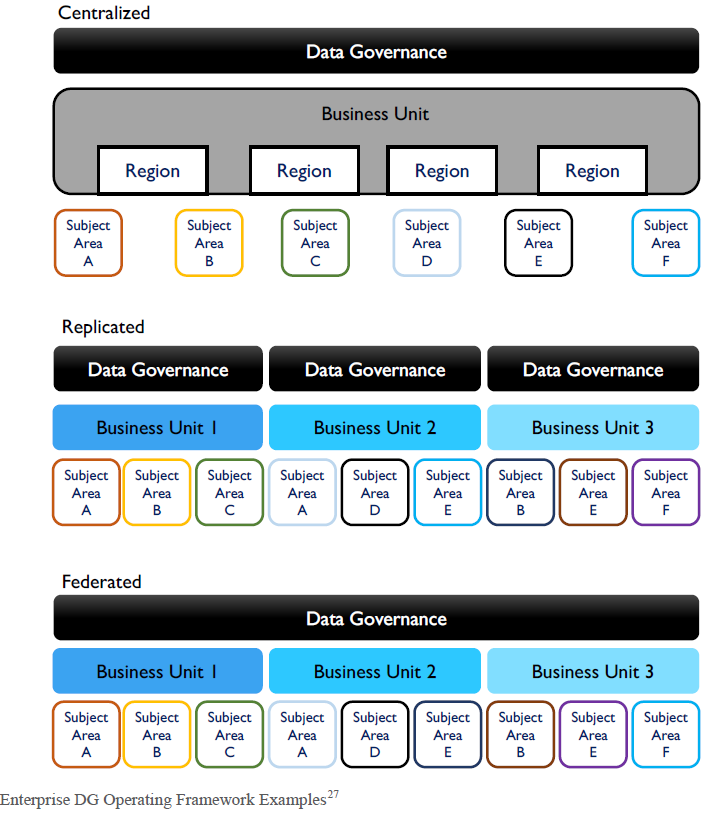 Centralized
Data Governance
Business Unit
Region Region Region Region
Subject Subject Subject Subject Subject Subject
Area Area Area Area Area Area
A B C D E F
Replicated
Data Governance Data Governance Data Governance
Business Unit 1 Business Unit 2 Business Unit 3
Subject Subject Subject Subject Subject Subject Subject Subject Subject
Area Area Area Area Area Area Area Area Area
A B C A D E B E F
Federated
Data Governance
Business Unit 1 Business Unit 2 Business Unit 3
Subject Subject Subject Subject Subject Subject Subject Subject Subject
Area Area Area Area Area Area Area Area Area
A B C A D E B E F
Enterprise DG Operating Framework Examples27